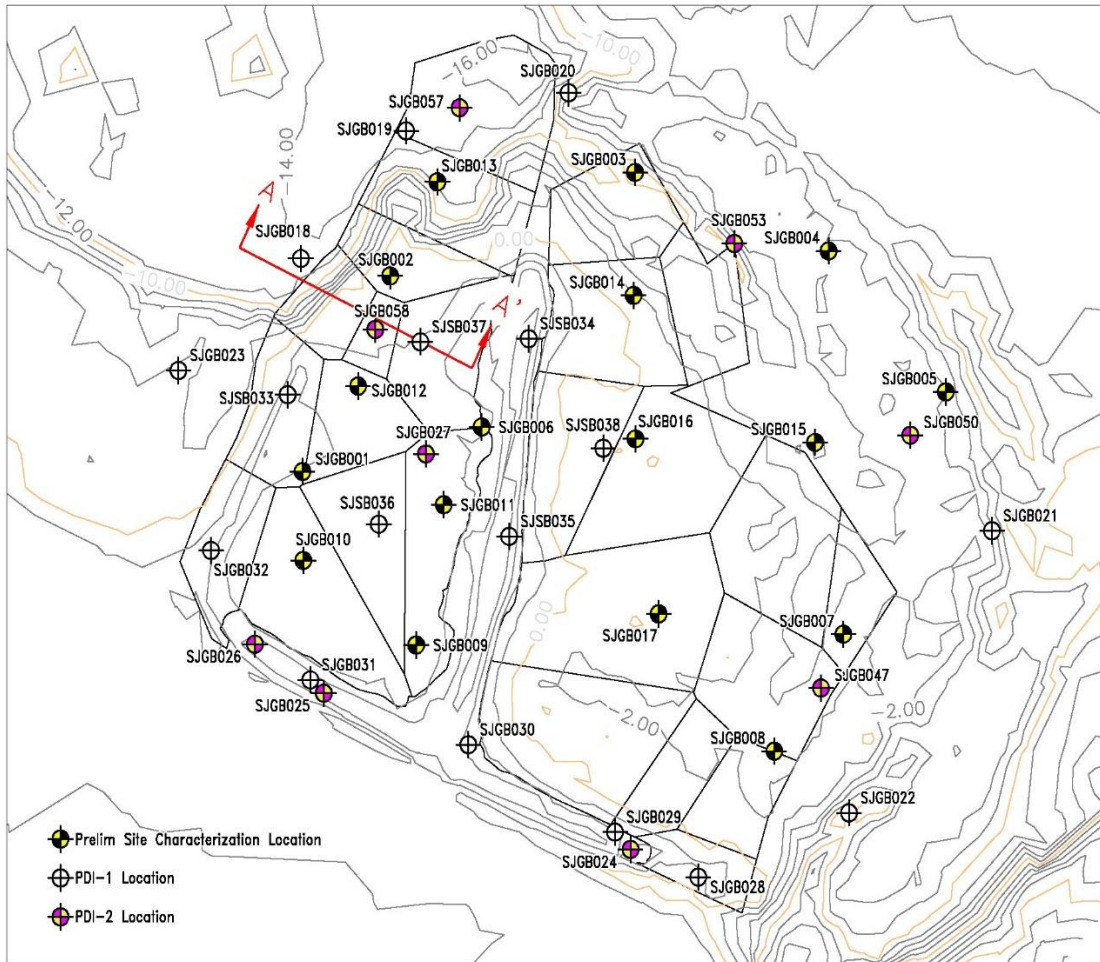 -10.00
-16.00
SJGB020
SJGB057
SJGB019
-14.00
SJGB013
SJGB003
A
-12.00
SJGB053
SJGB018
0.00
SJGB004
-10.00
SJGB002
SJGB014
A'
SJGB058
SJSB037
SJSB034
SJGB023
SJSB033
SJGB012
SJGB005
SJGB006
SJGB050
SJGB027
SJSB038
SJGB016
SJGB015
SJGB001
SJSB036
SJGB011
SJSB035
SJGB021
SJGB010
SJGB032
0.00
SJGB017
SJGB007
SJGB009
SJGB026
SJGB031
SJGB047
SJGB025
-2.00
-2.00
SJGB030
SJGB008
SJGB022
SJGB029
Prelim Site Characterization Location
SJGB024
PDI-1 Location
SJGB028
PDI-2 Location